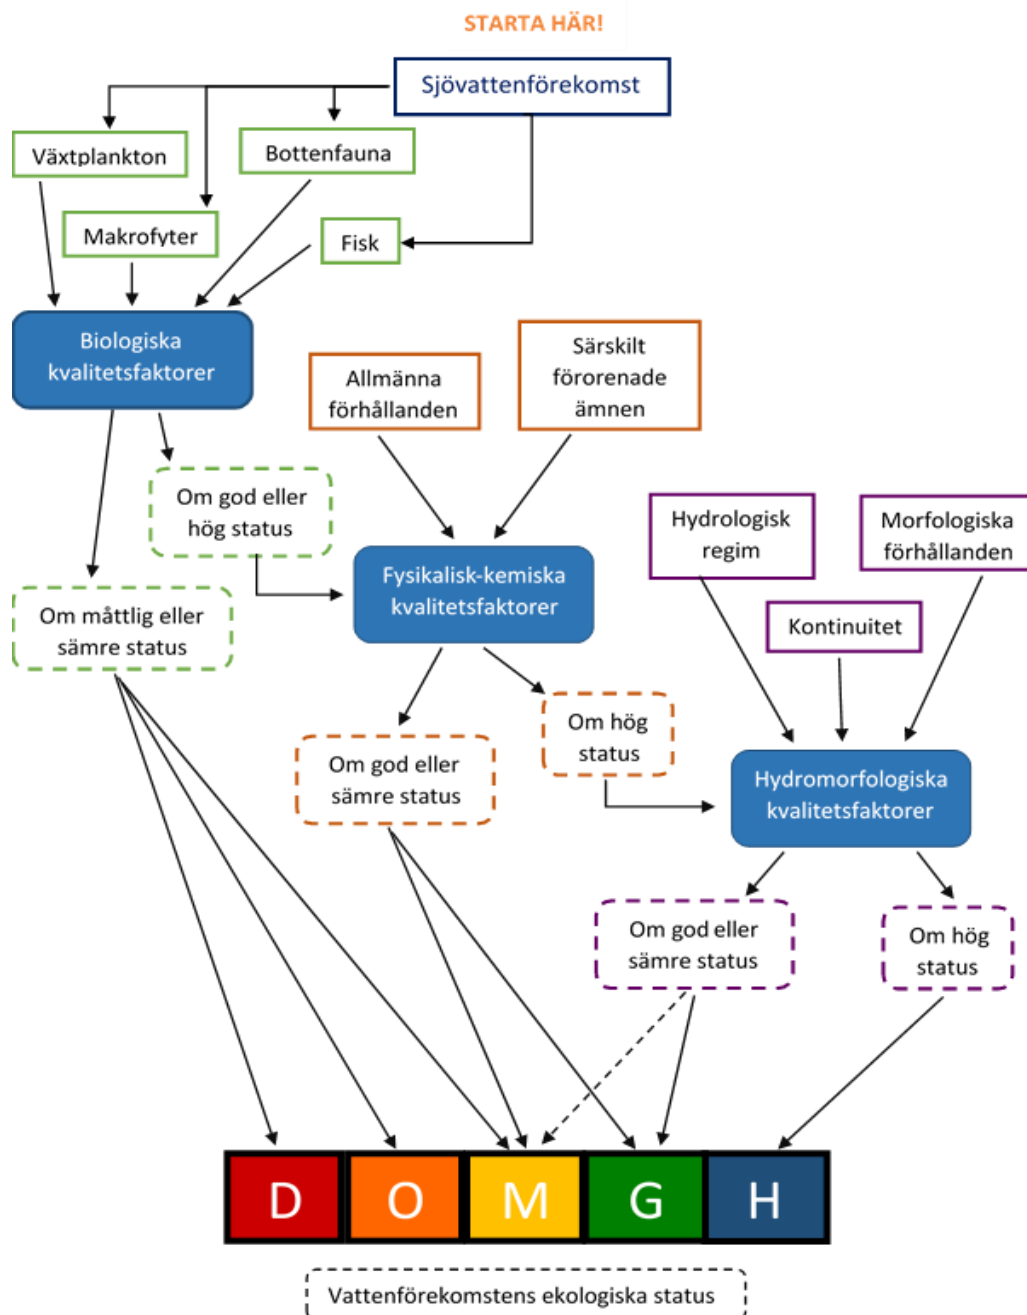 STARTA HÄR!
Sjövattenförekomst
Växtplankton
Bottenfauna
Makrofyter
Fisk
Biologiska
kvalitetsfaktorer
Allmänna
förhållanden
Särskilt
förorenade
ämnen
Om god eller
hög status
Hydrologisk
regim
Morfologiska
förhållanden
Fysikalisk-kemiska
kvalitetsfaktorer
Om måttlig eller
sämre status
Kontinuitet
Om hög
status
Om god eller
sämre status
Hydromorfologiska
kvalitetsfaktorer
Om god eller
sämre status
Om hög
status
D O M G H
Vattenförekomstens ekologiska status